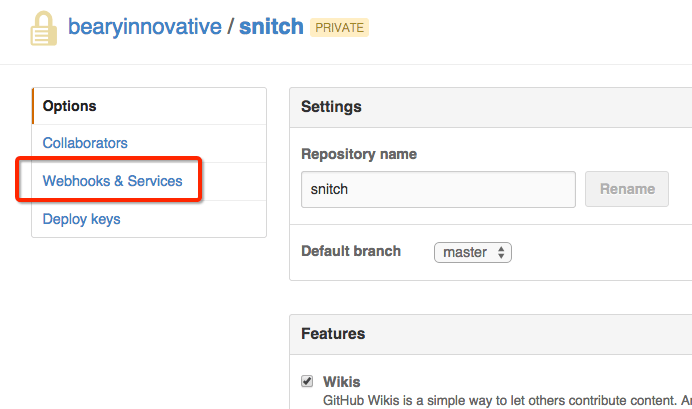 bearyinnovative / snitch PRIVATE
Options
Collaborators
Webhooks & Services
Deploy keys
Settings
Repository name
snitch
Rename
Default branch
master
Features
Wikis
GitHub Wikis is a simple way to let others contribute content.